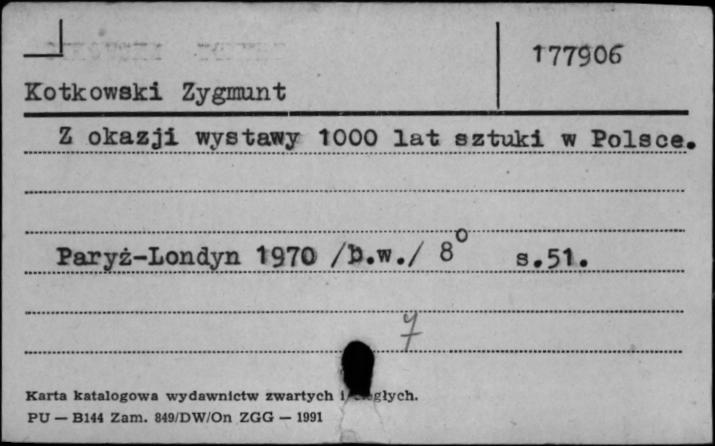 177906
Kotkowski Zygmunt
Z okazji wystawy 1000 lat sztuki w Polsce.
Paryż-Londyn 1970 /b.w./ 8° s.51.
7
Karta katalogowa wydawnictw zwartych i
PU — B144 Zam. 849/DW/On ZGG — 1991